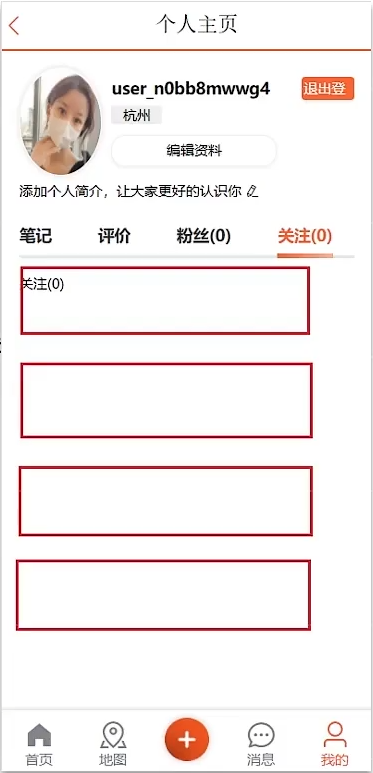 个人主页
user_n0bb8mwwg4
退出登
杭州
编辑资料
添加个人简介，让大家更好的认识你
笔记 评价 粉丝(0) 关注(0)
关注(0)
首页 地图 消息 我的